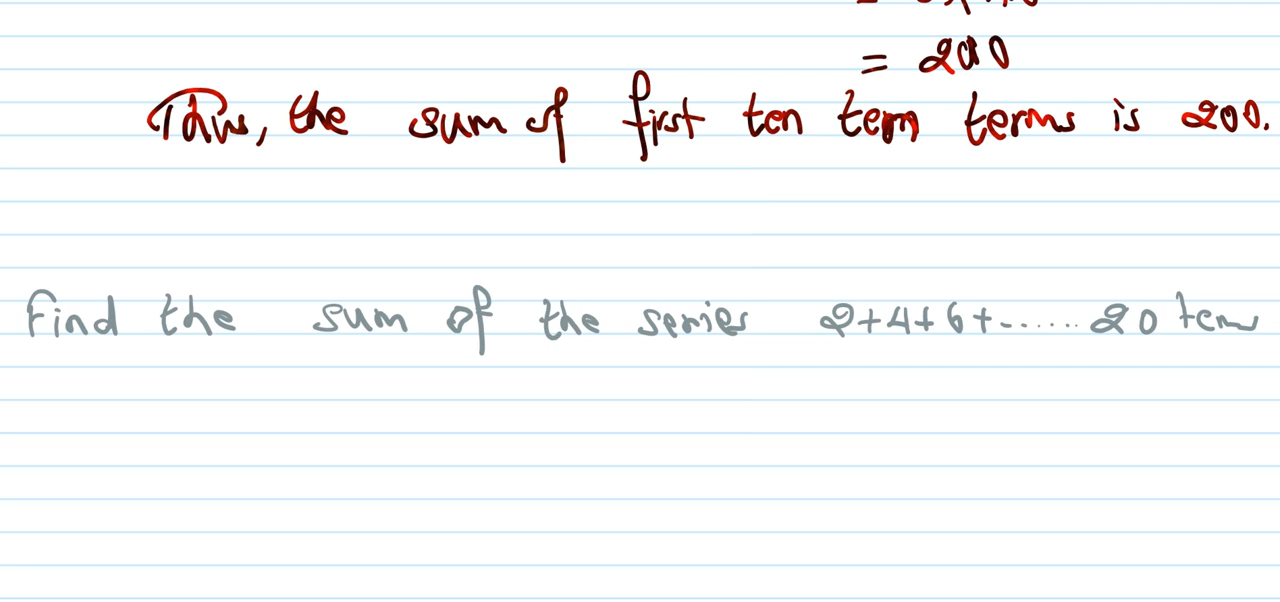 = 200
Thus, the sum of first ten term terms is 200.
Find the sum of the series 2+4+6+...... 20 term